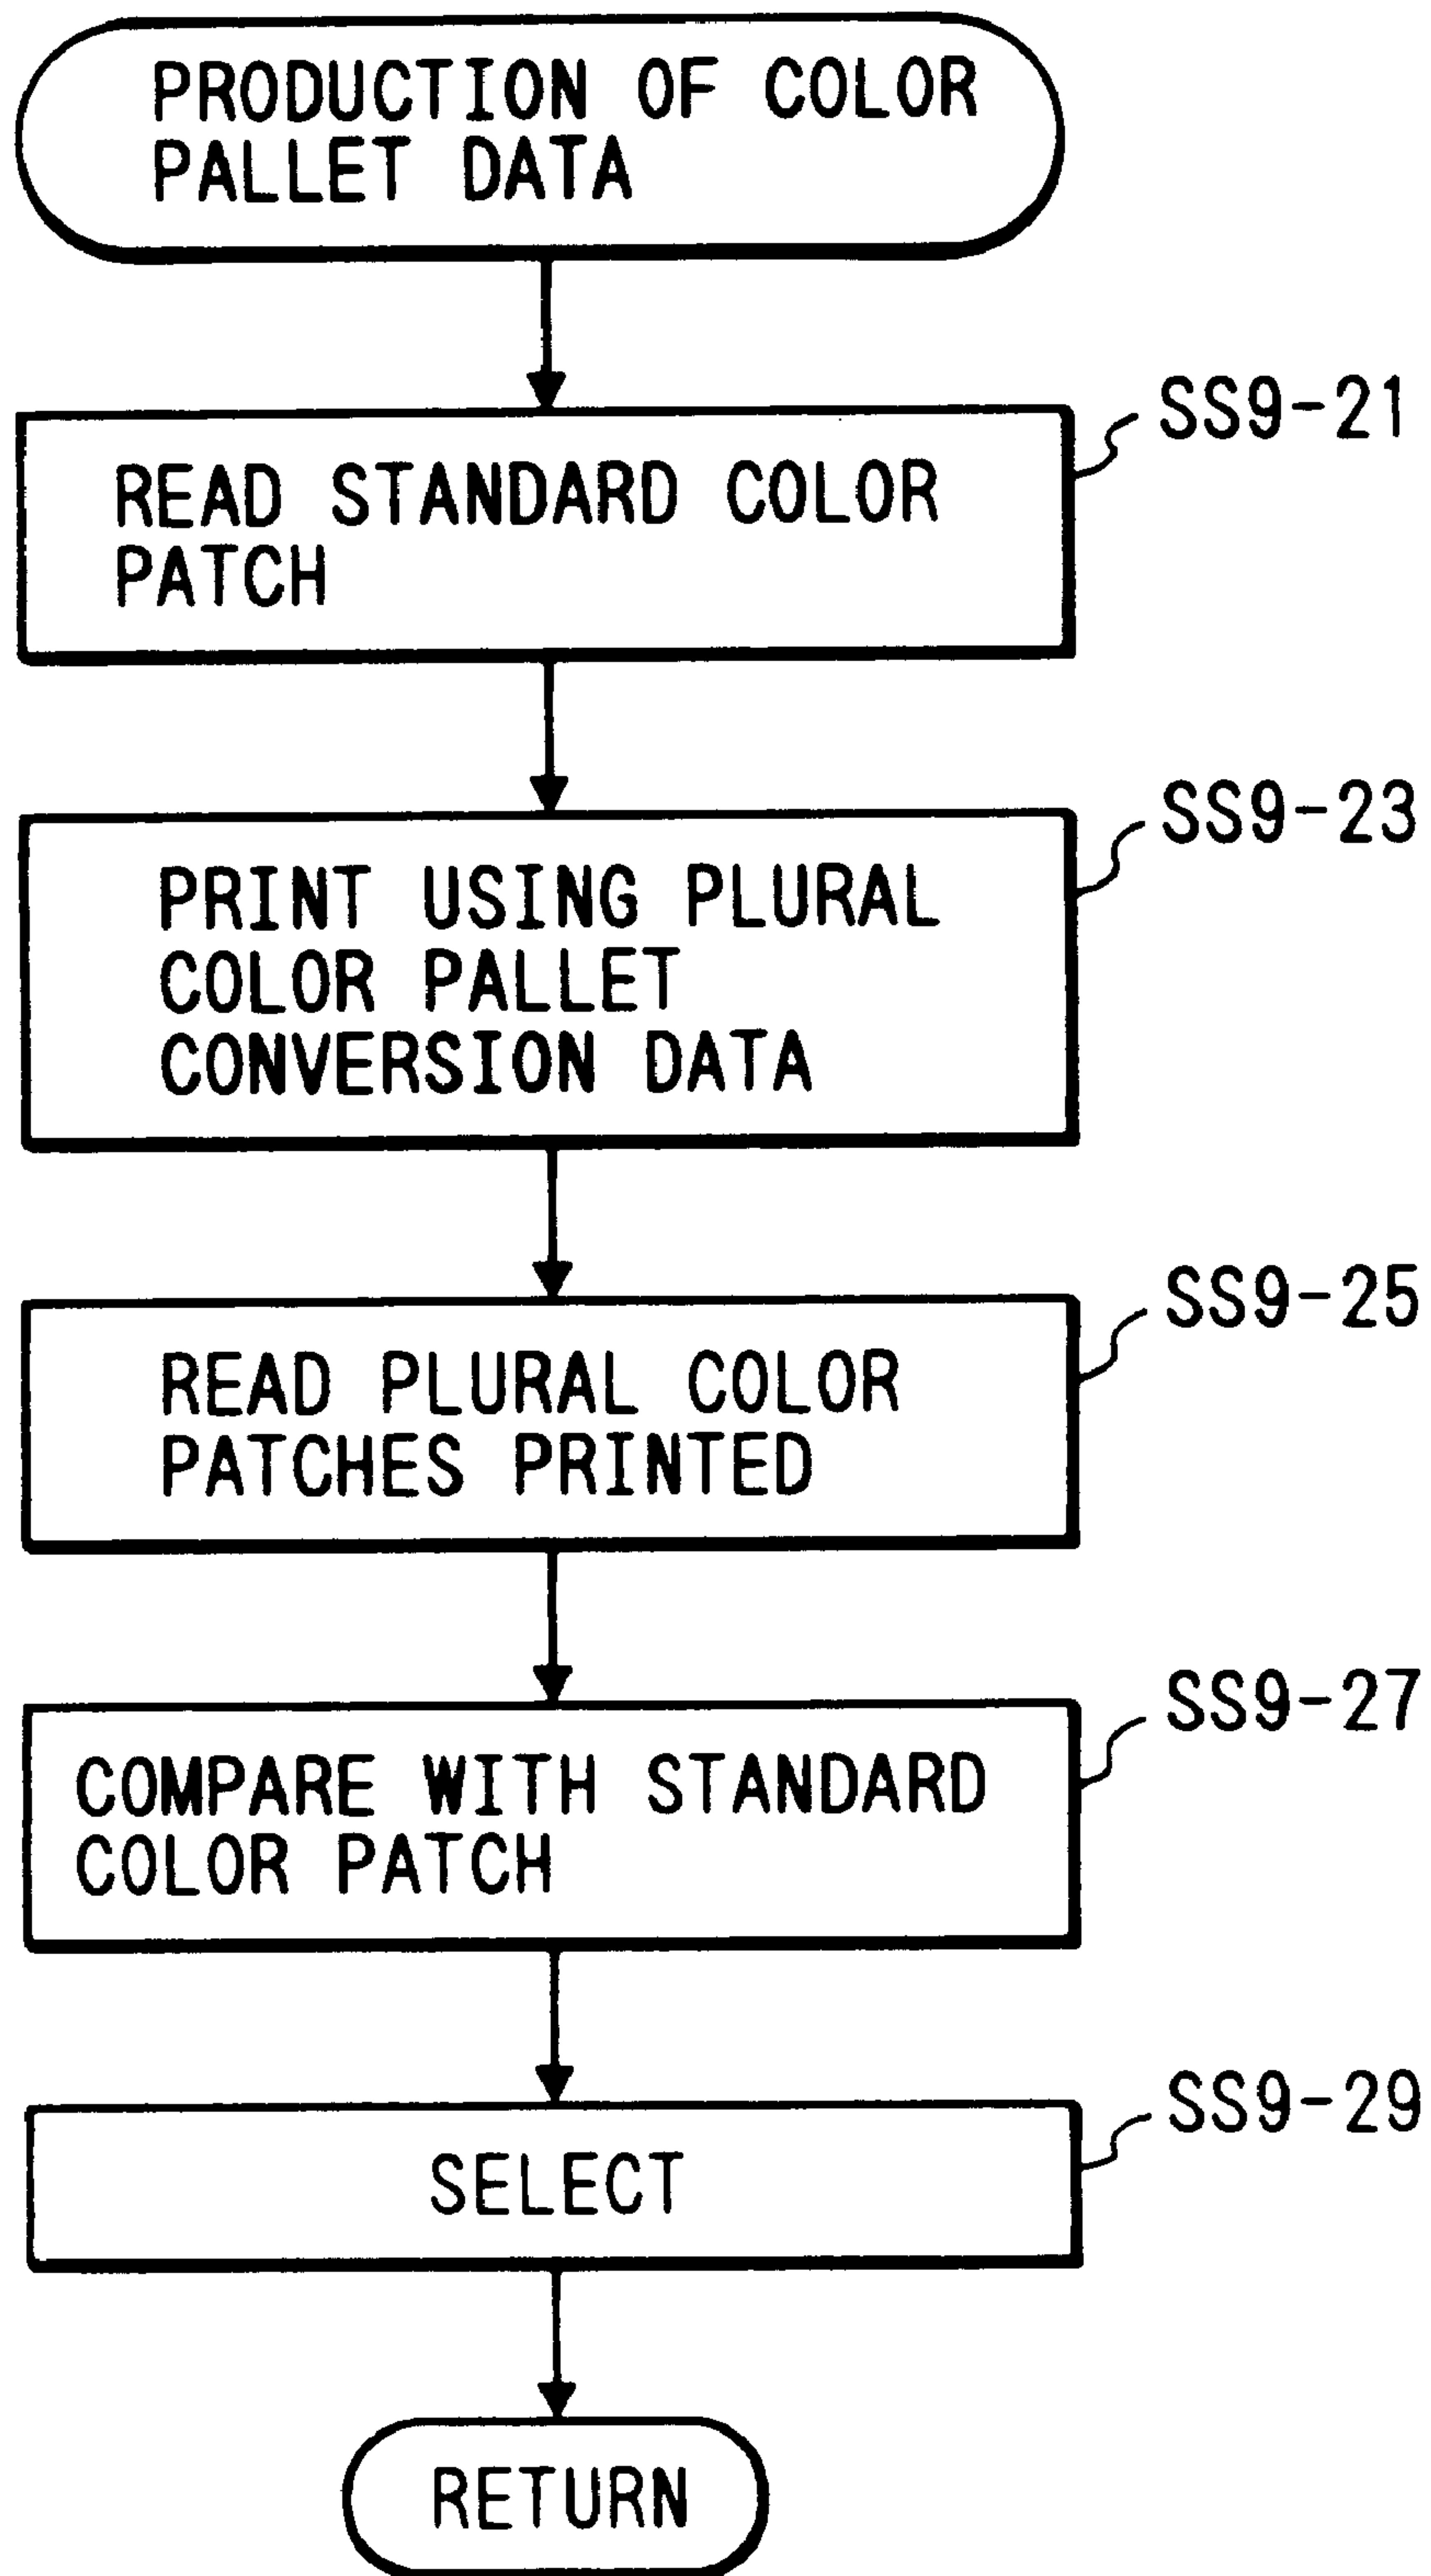 PRODUCTION OF COLOR
PALLET DATA
SS9-21
READ STANDARD COLOR
PATCH
SS9-23
PRINT USING PLURAL
COLOR PALLET
CONVERSION DATA
SS9-25
READ PLURAL COLOR
PATCHES PRINTED
SS9-27
COMPARE WITH STANDARD
COLOR PATCH
SS9-29
SELECT
RETURN